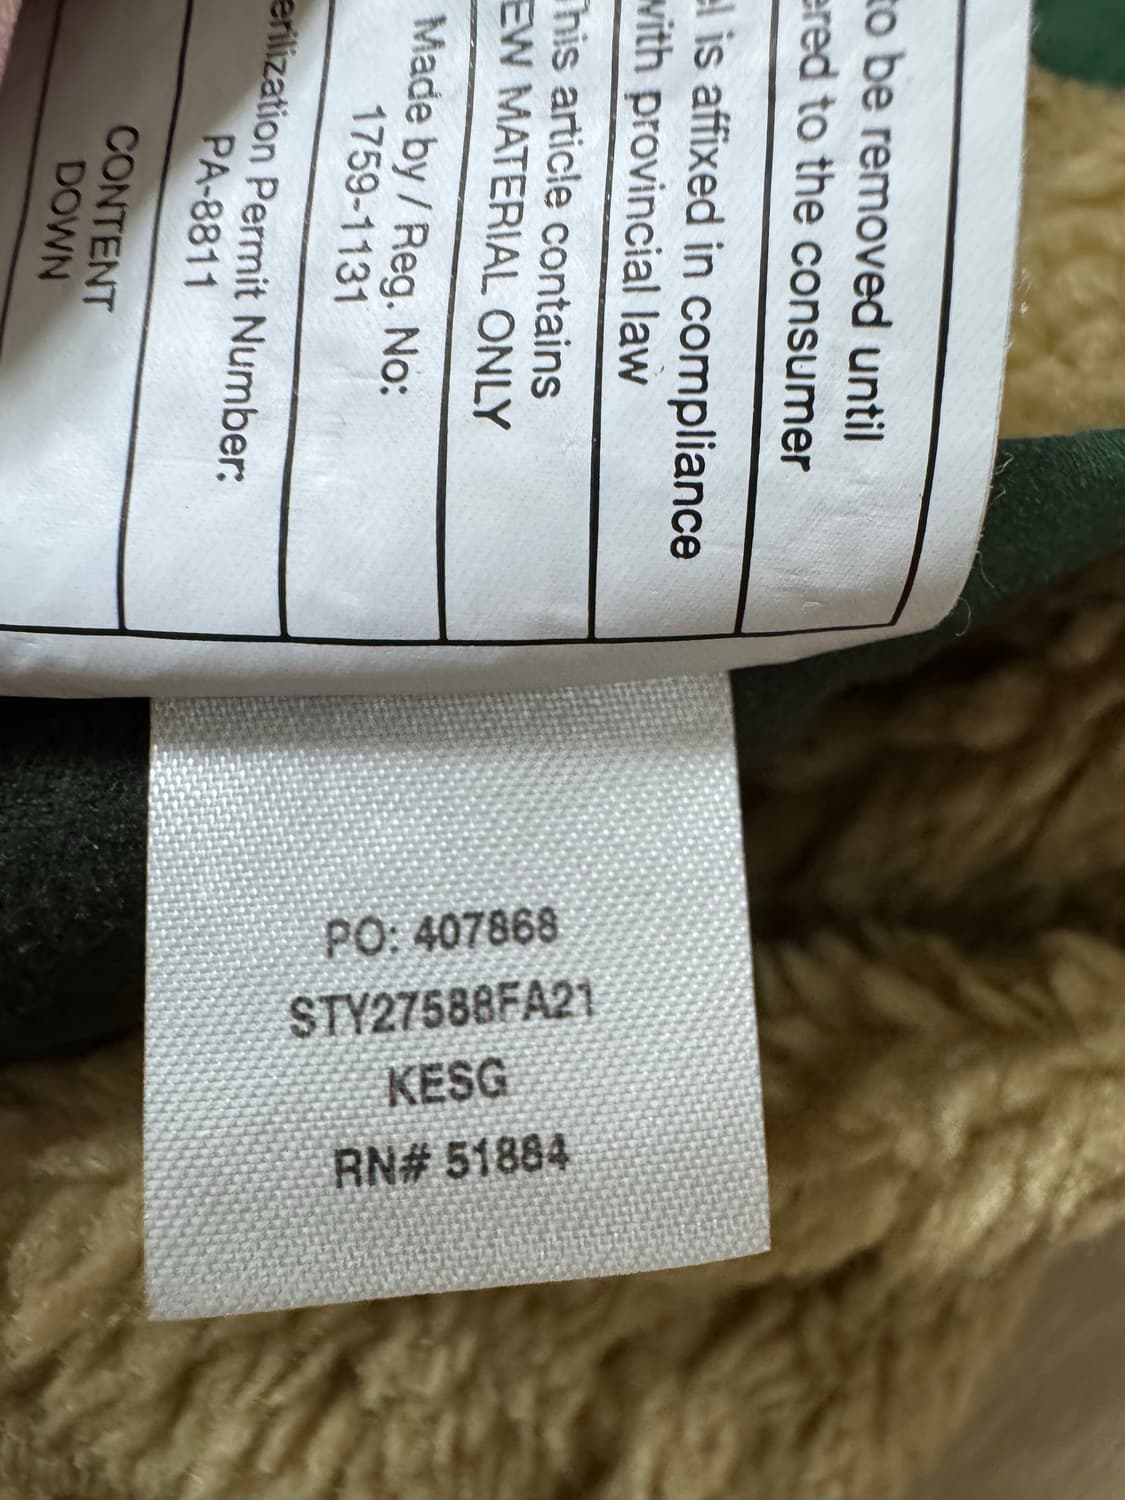 to be removed until
ered to the consumer
is affixed in compliance
with provincial law
This article contains
EW MATERIAL ONLY
Made by / Reg. No:
1759-1131
erilization Permit Number:
PA-8811
CONTENT
DOWN
PO: 407868
STY27588FA21
KESG
RN# 51884